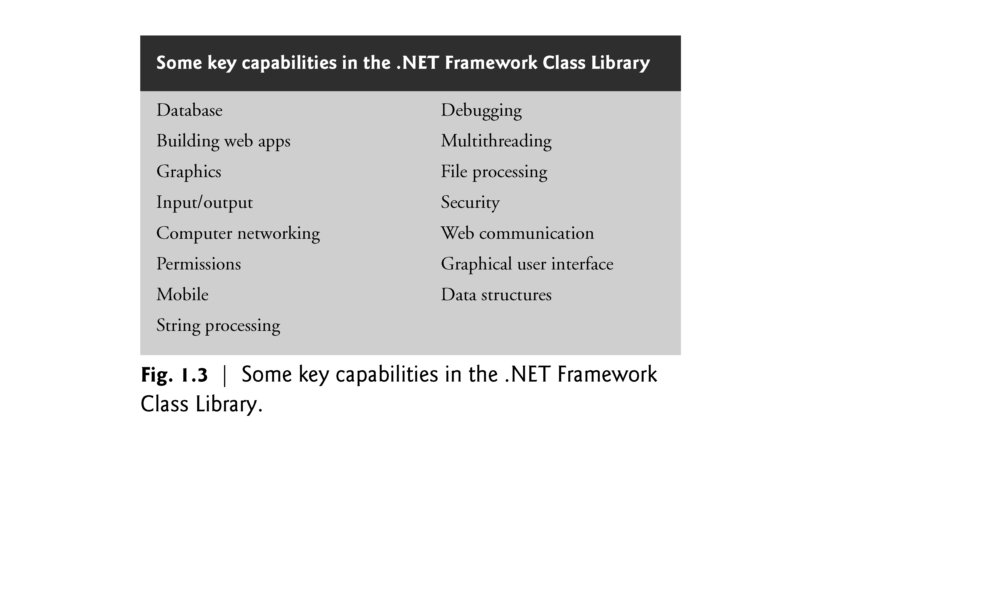 Some key capabilities in the .NET Framework Class Library
Database
Building web apps
Graphics
Input/output
Computer networking
Permissions
Mobile
String processing
Debugging
Multithreading
File processing
Security
Web communication
Graphical user interface
Data structures
Fig. 1.3 | Some key capabilities in the .NET Framework
Class Library.